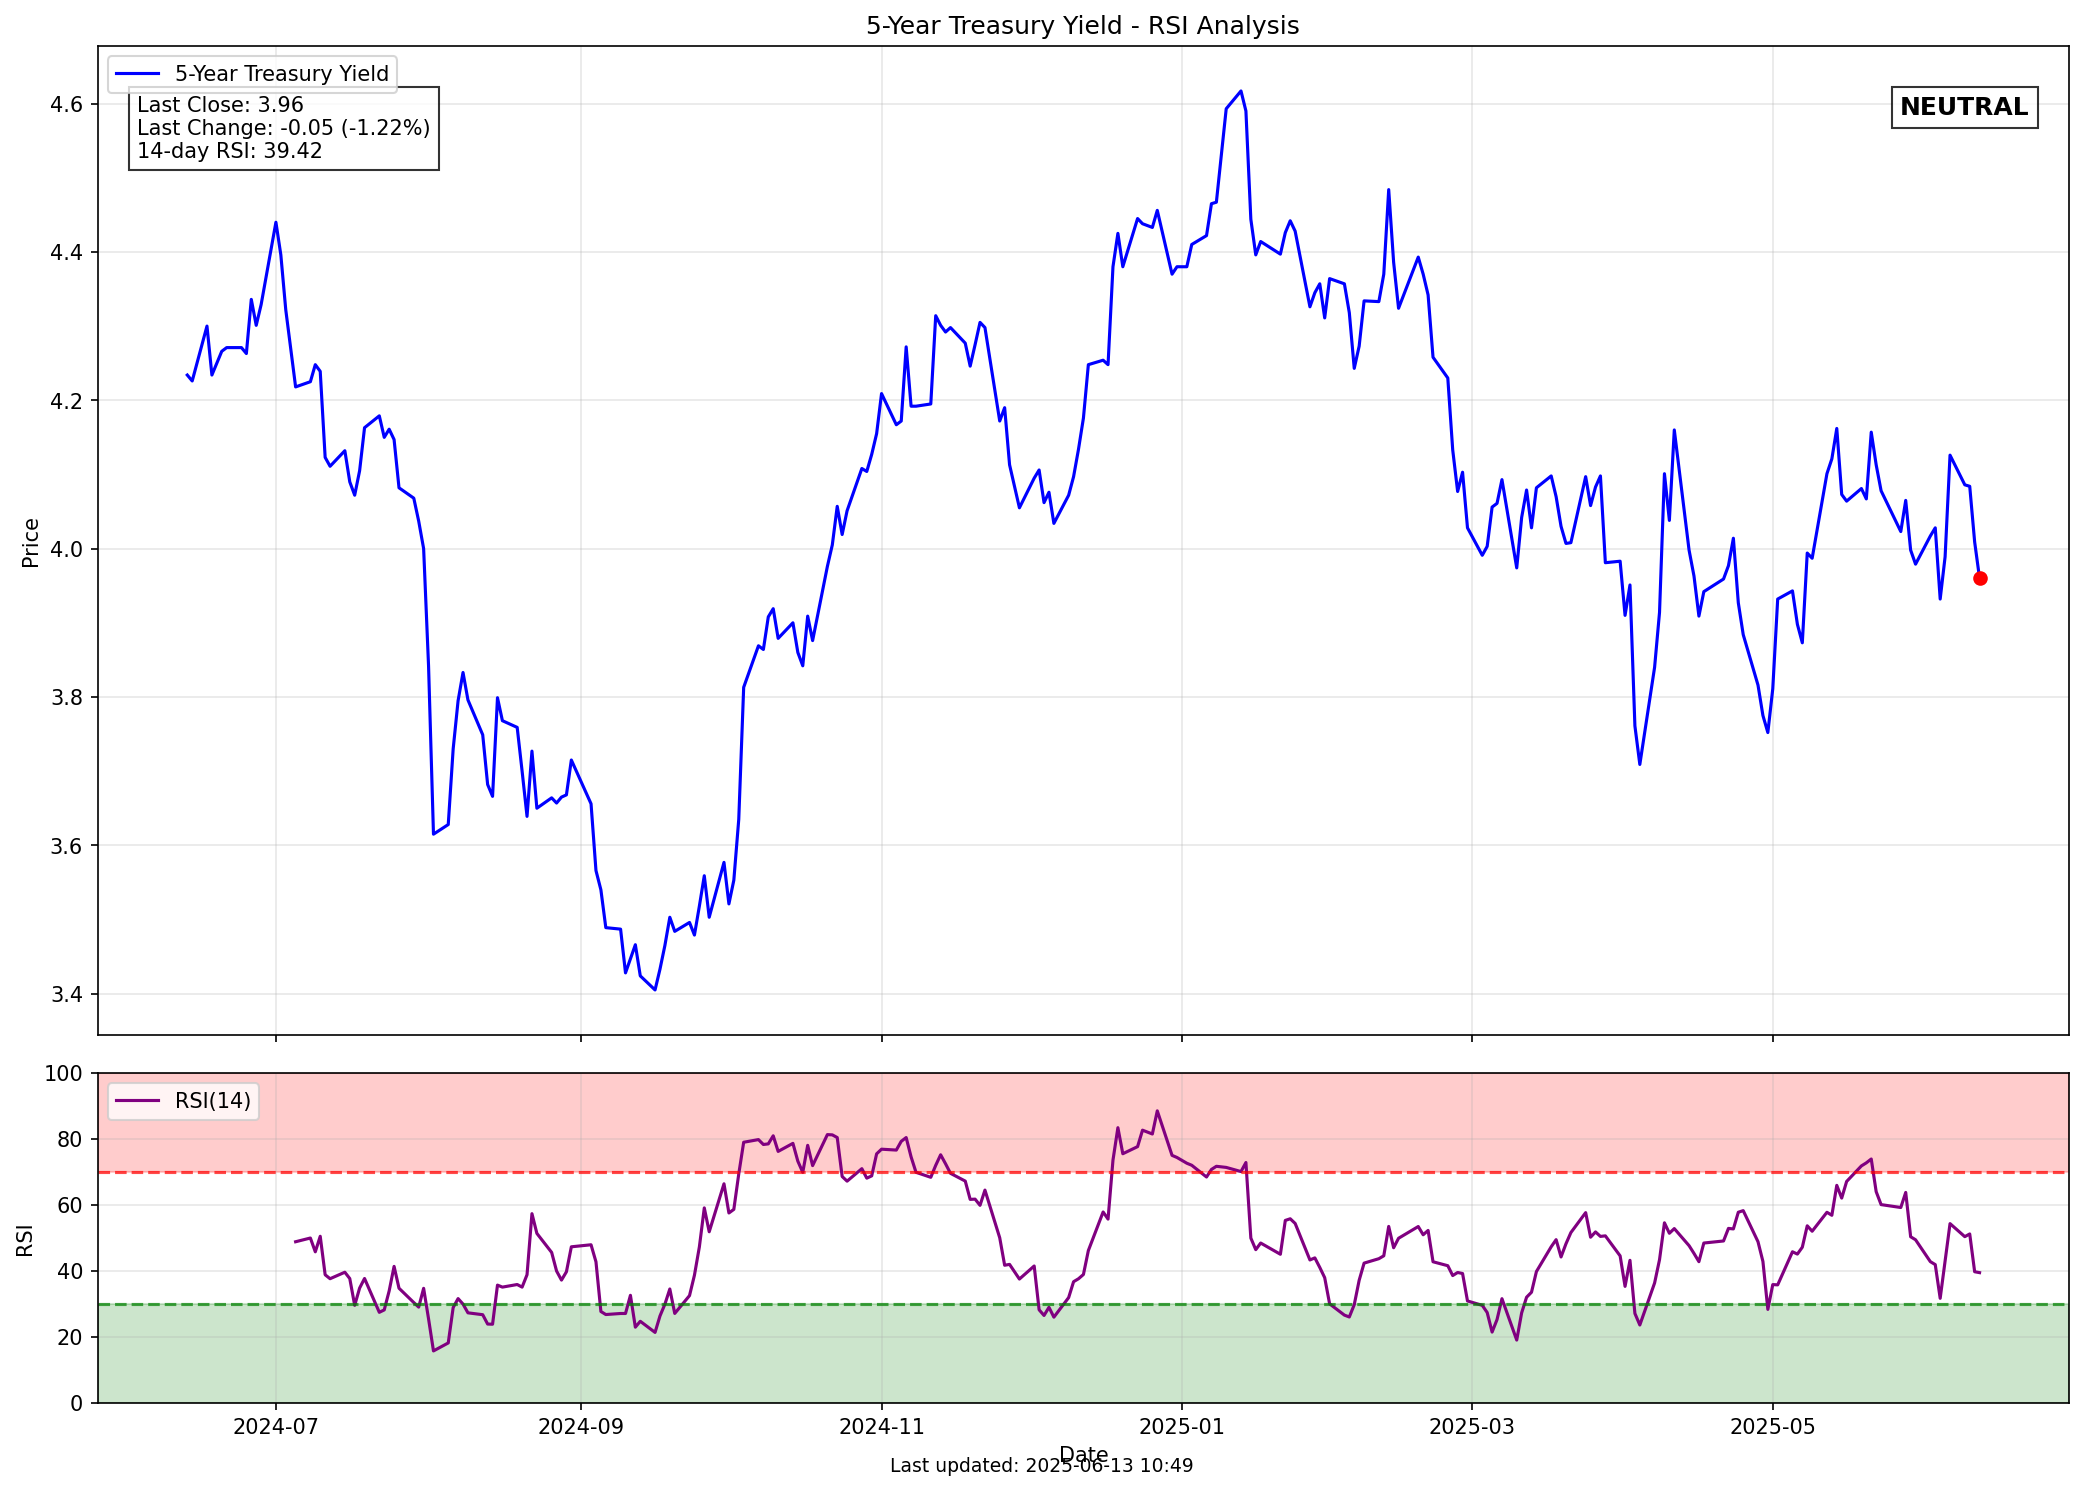 5-Year Treasury Yield - RSI Analysis
5-Year Treasury Yield
Last Close: 3.96
Last Change: -0.05 (-1.22%)
14-day RSI: 39.42
NEUTRAL
Price
4.6
4.4
4.2
4.0
3.8
3.6
3.4
RSI(14)
RSI
100
80
60
40
20
0
2024-07
2024-09
2024-11
2025-01
2025-03
2025-05
Date
Last updated: 2025-06-13 10:49